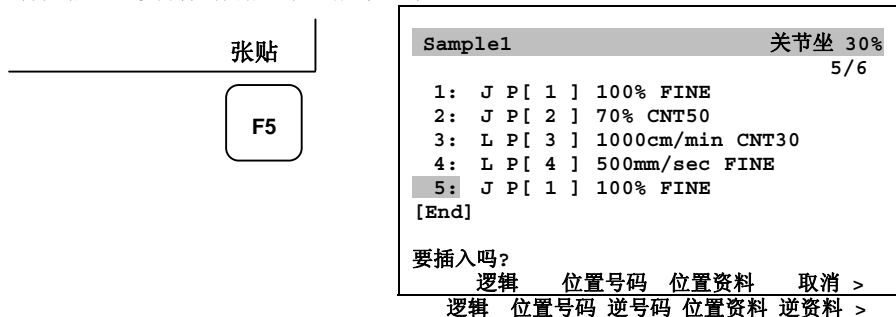 张贴
F5
Sample1 关节坐 30%
5/6
1: J P[ 1 ] 100% FINE
2: J P[ 2 ] 70% CNT50
3: L P[ 3 ] 1000cm/min CNT30
4: L P[ 4 ] 500mm/sec FINE
5: J P[ 1 ] 100% FINE
[End]
要插入吗?
逻辑 位置号码 位置资料 取消 >
逻辑 位置号码 逆号码 位置资料 逆资料 >